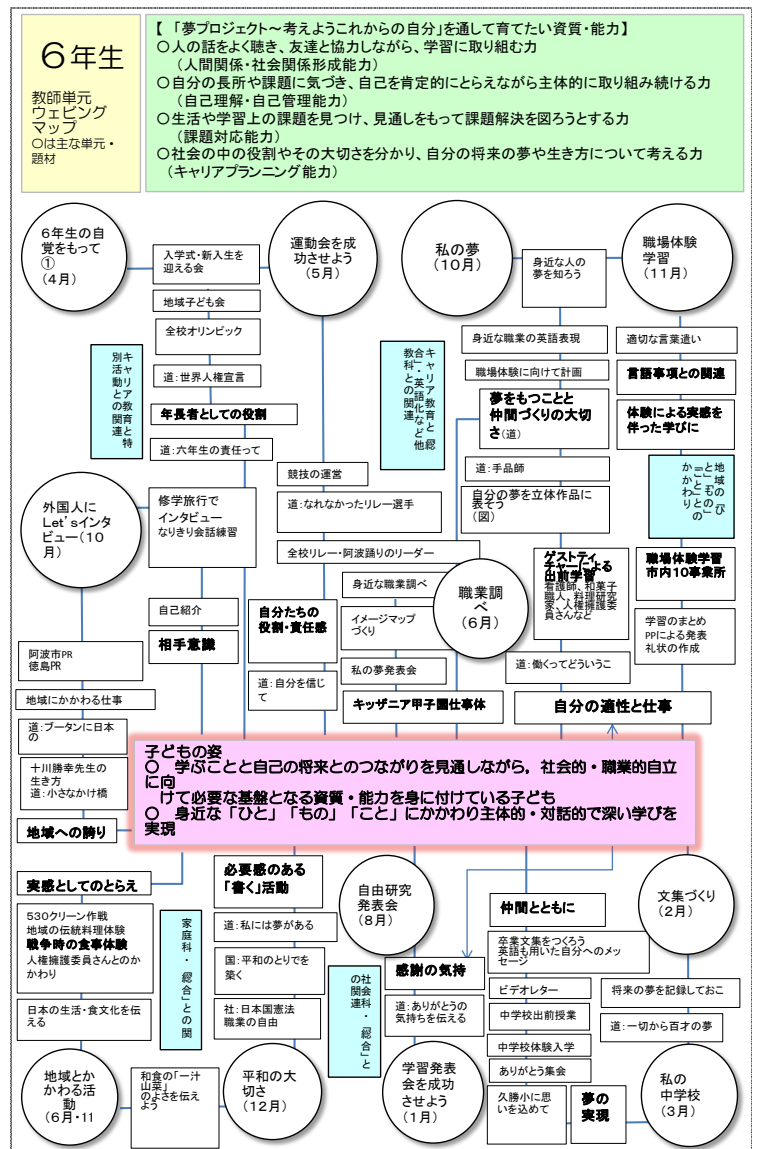 6年生
教師単元
ウェビング
マップ
○は主な単元・
題材
【 「夢プロジェクト～考えようこれからの自分」を通して育てたい資質・能力】
○人の話をよく聴き、友達と協力しながら、学習に取り組む力
(人間関係・社会関係形成能力)
○自分の長所や課題に気づき、自己を肯定的にとらえながら主体的に取り組み続ける力
(自己理解・自己管理能力)
○生活や学習上の課題を見つけ、見通しをもって課題解決を図ろうとする力
(課題対応能力)
○社会の中の役割やその大切さを分かり、自分の将来の夢や生き方について考える力
(キャリアプランニング能力)
6年生の自
覚をもって
①
(4月)
入学式・新入生を
迎える会
運動会を成
功させよう
(5月)
私の夢
(10月)
身近な人の
夢を知ろう
職場体験
学習
(11月)
地域子ども会
全校オリンピック
道:世界人権宣言
年長者としての役割
道:六年生の責任って
キャリア教育と特
別活動との関連
キャリア教育と「総
合」・英語化など他
教科との関連
身近な職業の英語表現
職場体験に向けて計画
夢をもつことと
仲間づくりの大切
さ(道)
道:手品師
自分の夢を立体作品に
表そう
(図)
適切な言葉遣い
言語事項との関連
体験による実感を
伴った学びに
地域の「ひ
と」「もの」
「こと」との
かかわり
外国人に
Let'sインタ
ビュー(10
月)
修学旅行で
インタビュー
なりきり会話練習
競技の運営
道:なれなかったリレー選手
全校リレー・阿波踊りのリーダー
身近な職業調べ
職業調
べ
(6月)
ゲストティ
チャーによる
出前学習
看護師、和菓子
職人、料理研究
家、人権擁護委
員さんなど
職場体験学習
市内10事業所
自己紹介
相手意識
自分たちの
役割・責任感
イメージマップ
づくり
学習のまとめ
PPによる発表
礼状の作成
阿波市PR
徳島PR
道:自分を信じ
て
私の夢発表会
道:働くってどういうこ
地域にかかわる仕事
キッザニア甲子園仕事体
自分の適性と仕事
道:ブータンに日本
の
十川勝幸先生の
生き方
道:小さなかけ橋
地域への誇り
子どもの姿
○ 学ぶことと自己の将来とのつながりを見通しながら，社会的・職業的自立
に向
けて必要な基盤となる資質・能力を身に付けている子ども
○ 身近な「ひと」「もの」「こと」にかかわり主体的・対話的で深い学びを
実現
実感としてのとらえ
必要感のある
「書く」活動
自由研究
発表会
(8月)
仲間とともに
文集づくり
(2月)
530クリーン作戦
地域の伝統料理体験
戦争時の食事体験
人権擁護委員さんとのか
かわり
家庭科・「総合」との関
道:私には夢がある
国:平和のとりでを
築く
社:日本国憲法
職業の自由
社会科・「総合」と
の関連
感謝の気持
道:ありがとうの
気持ちを伝える
卒業文集をつくろう
英語も用いた自分へのメッ
セージ
ビデオレター
中学校出前授業
中学校体験入学
ありがとう集会
久勝小に思
いを込めて
夢の
実現
将来の夢を記録しておこ
道:一切から百才の夢
日本の生活・食文化を伝
える
地域とか
かわる活
動
(6月・11
和食の「一汁
山菜」
のよさを伝え
よう
平和の大
切さ
(12月)
学習発表
会を成功
させよう
(1月)
私の
中学校
(3月)